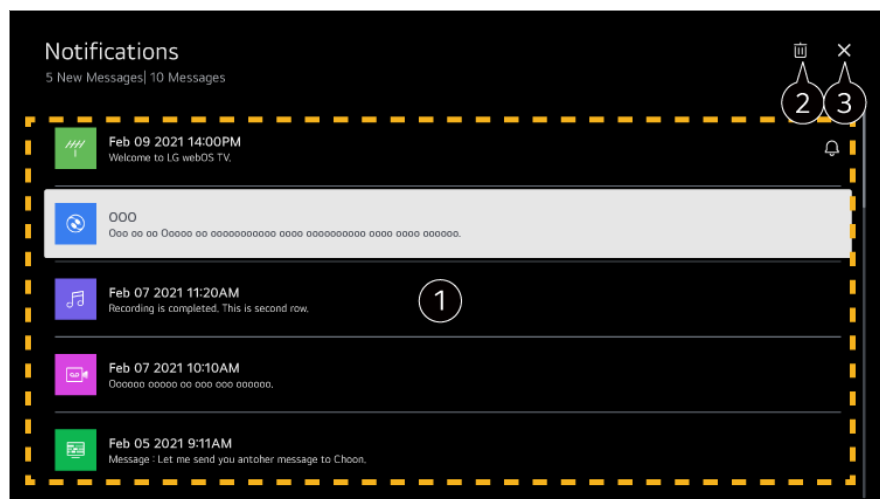 Notifications
5 New Messages| 10 Messages
2
3
Feb 09 2021 14:00PM
Welcome to LG webOS TV.
OOO
Ooo oo oo Ooooo oo ooooooooooo oooo oooooooooo oooo oooo oooooo.
Feb 07 2021 11:20AM
Recording is completed. This is second row.
1
Feb 07 2021 10:10AM
Oooooo ooooo oo ooo ooo oooooo.
Feb 05 2021 9:11AM
Message : Let me send you antoher message to Choon.